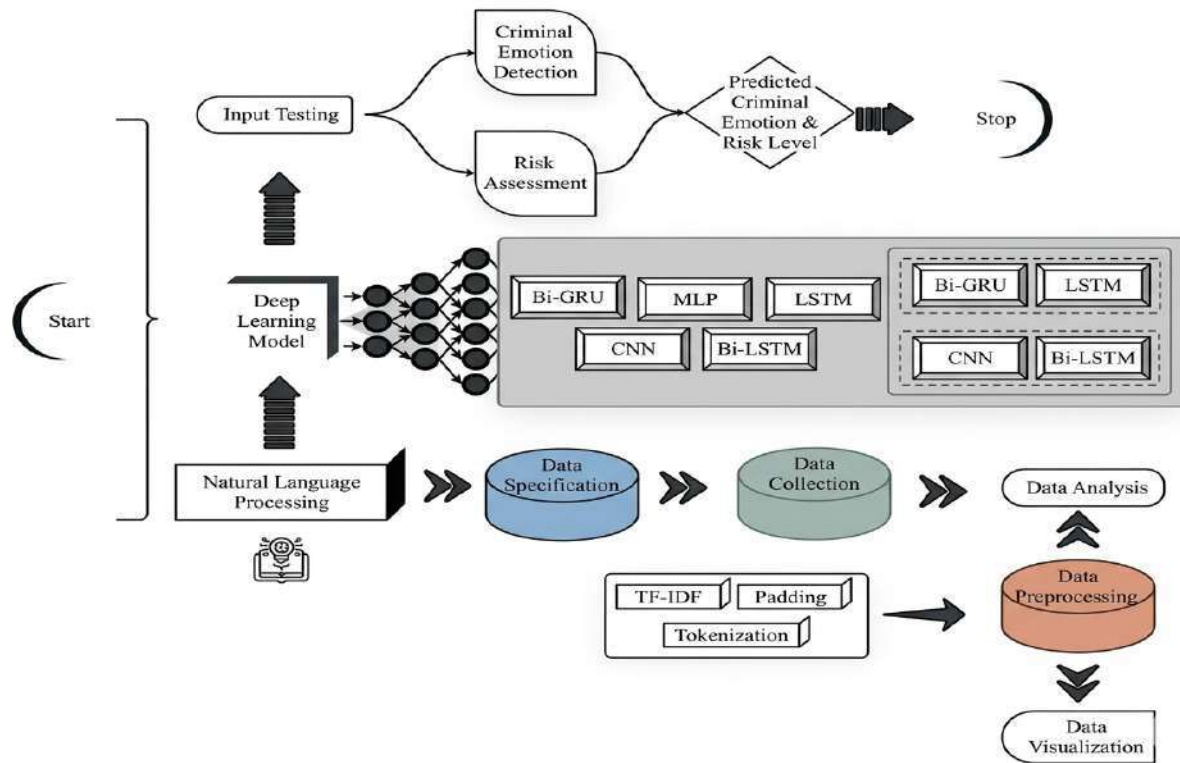 Criminal
Emotion
Detection
Input Testing
Predicted
Criminal
Emotion &
Risk Level
Stop
Risk
Assessment
Start
Deep
Learning
Model
Bi-GRU
MLP
LSTM
CNN
Bi-LSTM
Bi-GRU
LSTM
CNN
Bi-LSTM
Natural Language
Processing
Data
Specification
Data
Collection
Data Analysis
TF-IDF
Padding
Tokenization
Data
Preprocessing
Data
Visualization